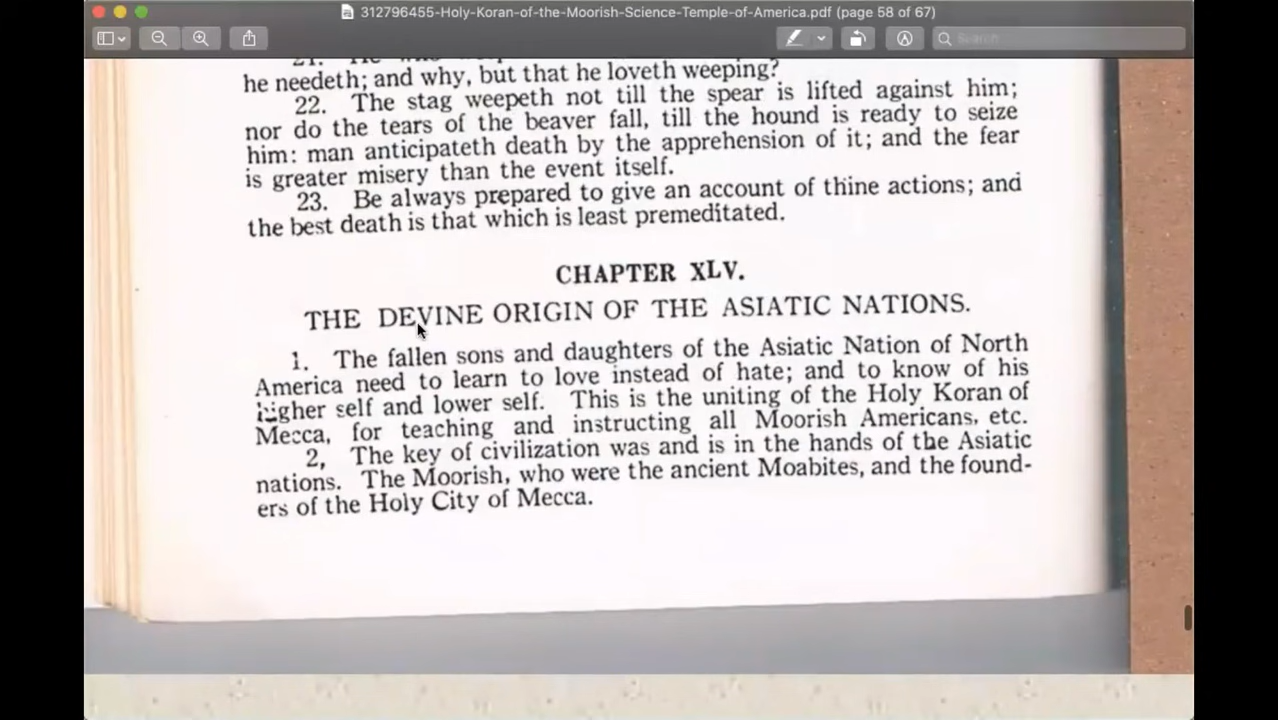 312796455-Holy-Koran-of-the-Moorish-Science-Temple-of-America.pdf (page 58 of 67)
Search
21. He who
he needeth; and why, but that he loveth weeping?
22. The stag weepeth not till the spear is lifted against him;
nor do the tears of the beaver fall, till the hound is ready to seize
him: man anticipateth death by the apprehension of it; and the fear
is greater misery than the event itself.
23. Be always prepared to give an account of thine actions; and
the best death is that which is least premeditated.
CHAPTER XLV.
THE DEVINE ORIGIN OF THE ASIATIC NATIONS.
1. The fallen sons and daughters of the Asiatic Nation of North
America need to learn to love instead of hate; and to know of his
higher self and lower self. This is the uniting of the Holy Koran of
Mecca, for teaching and instructing all Moorish Americans, etc.
2, The key of civilization was and is in the hands of the Asiatic
nations. The Moorish, who were the ancient Moabites, and the found-
ers of the Holy City of Mecca.